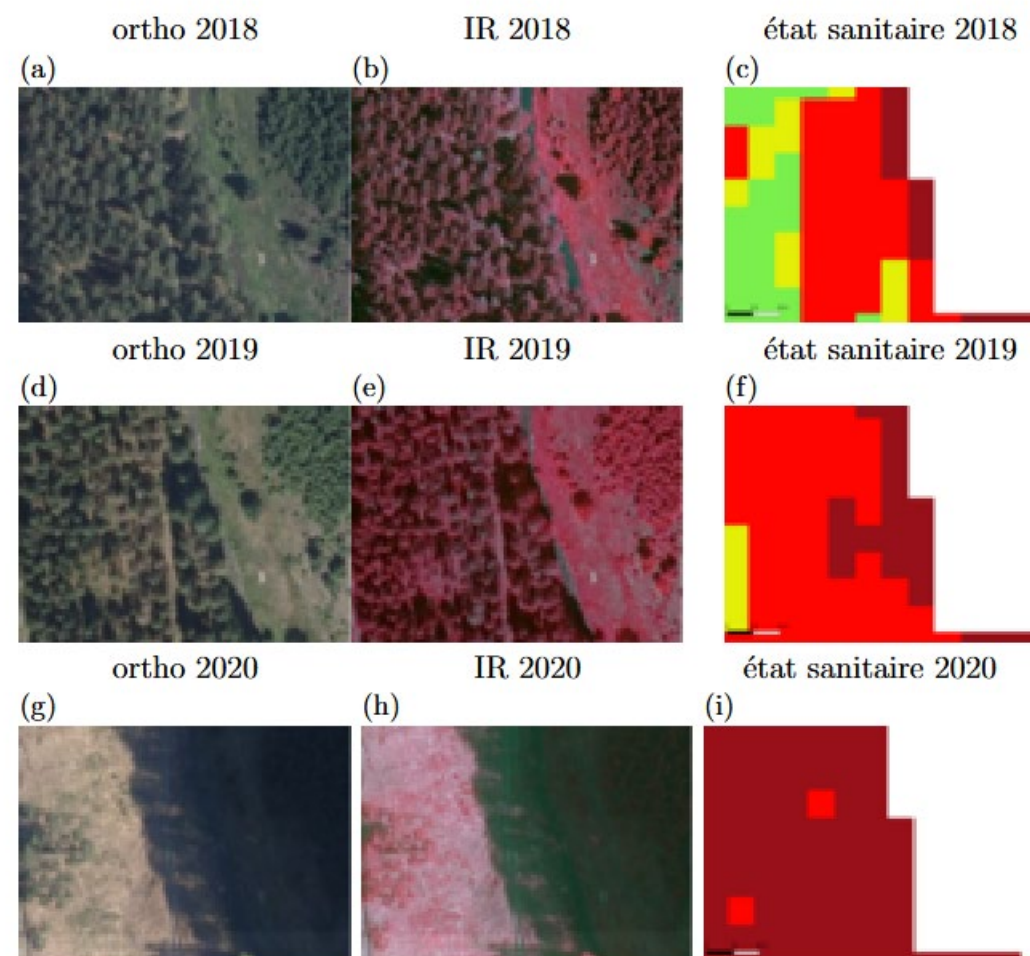 ortho 2018 IR 2018 état sanitaire 2018
(a) (b) (c)
ortho 2019 IR 2019 état sanitaire 2019
(d) (e) (f)
ortho 2020 IR 2020 état sanitaire 2020
(g) (h) (i)